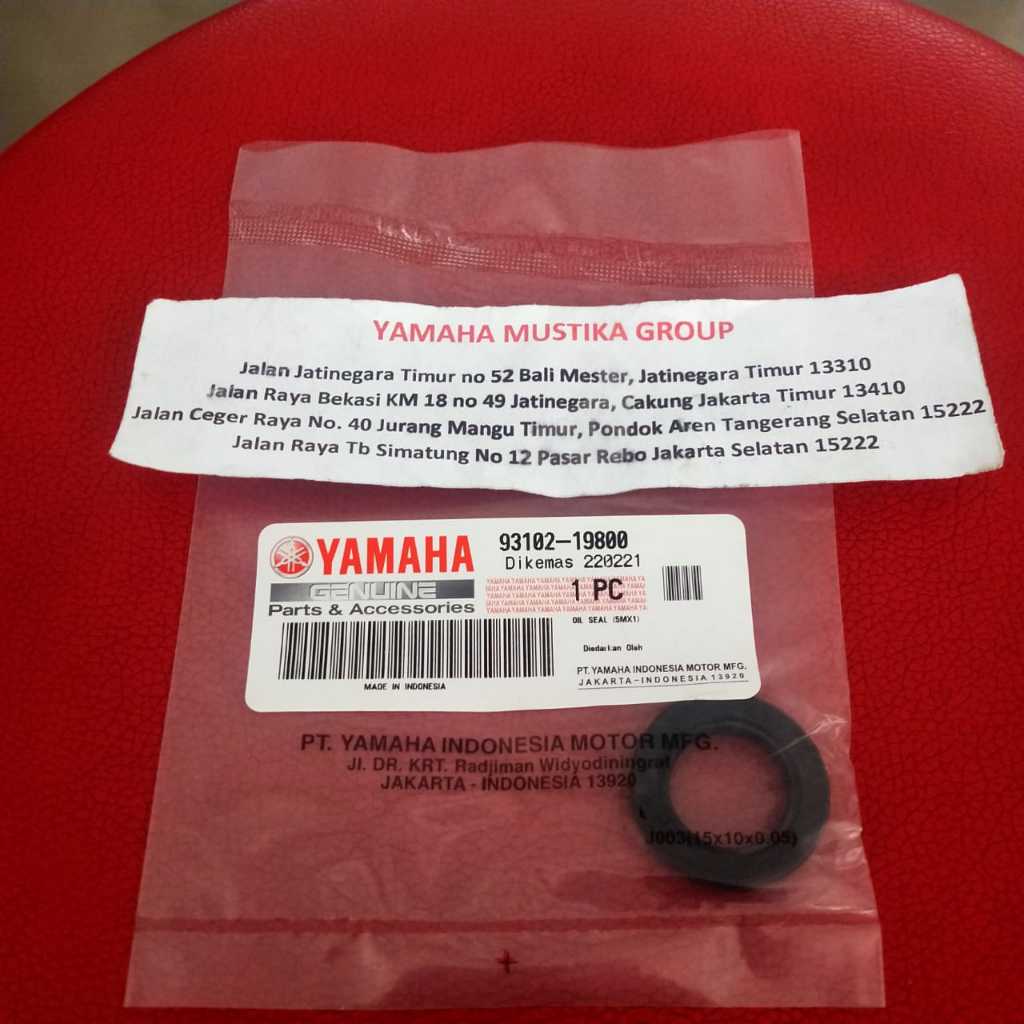 YAMAHA MUSTIKA GROUP
Jalan Jatinegara Timur no 52 Bali Mester, Jatinegara Timur 13310
Jalan Raya Bekasi KM 18 no 49 Jatinegara, Cakung Jakarta Timur 13410
Jalan Ceger Raya No. 40 Jurang Mangu Timur, Pondok Aren Tangerang Selatan 15222
Jalan Raya Tb Simatung No 12 Pasar Rebo Jakarta Selatan 15222
YAMAHA
GENUINE
Parts & Accessories
93102-19800
Dikemas 220221
1 PC
OIL SEAL (5MX1)
Diedarkan Oleh
PT. YAMAHA INDONESIA MOTOR MFG.
JAKARTA-INDONESIA 13920
MADE IN INDONESIA
PT. YAMAHA INDONESIA MOTOR MFG.
Jl. DR. KRT. Radjiman Widyodiningrat
JAKARTA - INDONESIA 13920
J003(15x10x0.05)